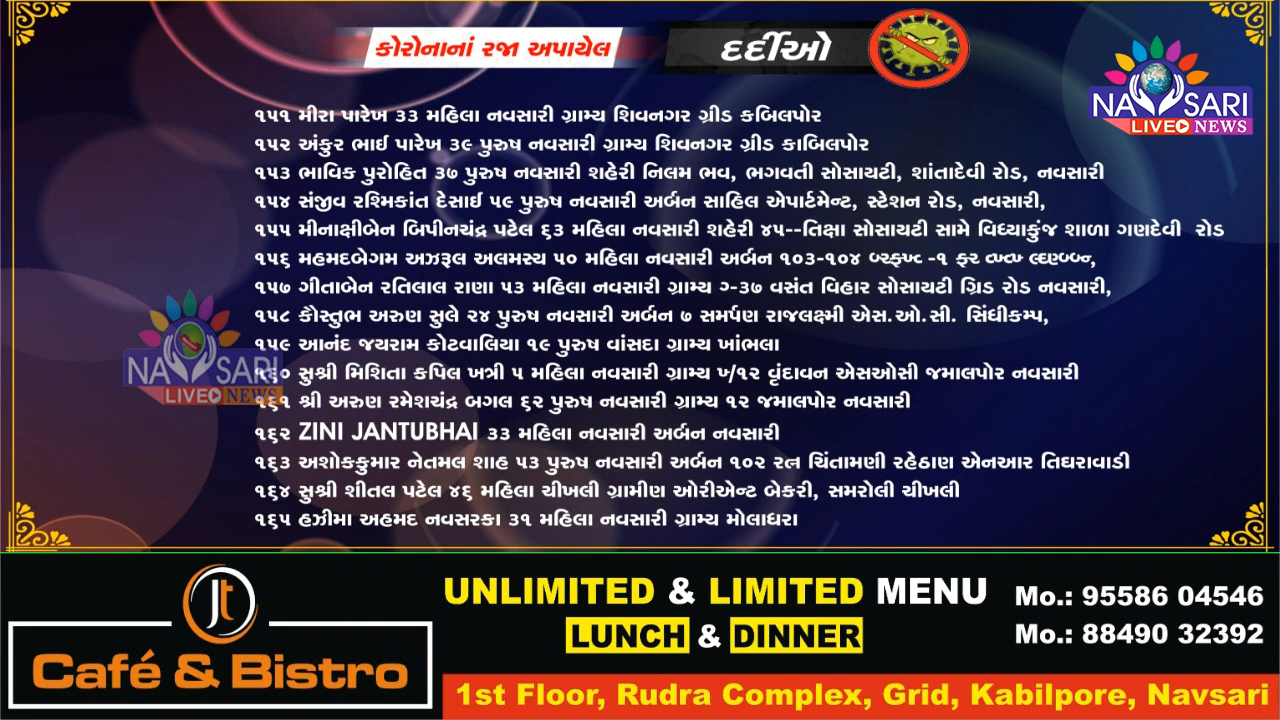 કોરોનાનાં રજા અપાયેલ દર્દીઓ
NAVSARI
LIVE NEWS
૧૫૧ મીરા પારેખ ૩૩ મહિલા નવસારી ગ્રામ્ય શિવનગર ગ્રીડ કબિલપોર
૧૫૨ અંકુર ભાઈ પારેખ ૩૯ પુરુષ નવસારી ગ્રામ્ય શિવનગર ગ્રીડ કાબિલપોર
૧૫૩ ભાવિક પુરોહિત ૩૭ પુરુષ નવસારી શહેરી નિલમ ભવ, ભગવતી સોસાયટી, શાંતાદેવી રોડ, નવસારી
૧૫૪ સંજીવ રશ્મિકાંત દેસાઈ ૫૯ પુરુષ નવસારી અર્બન સાહિલ એપાર્ટમેન્ટ, સ્ટેશન રોડ, નવસારી,
૧૫૫ મીનાક્ષીબેન બિપીનચંદ્ર પટેલ ૬૩ મહિલા નવસારી શહેરી ૪૫--તિક્ષા સોસાયટી સામે વિધ્યાકુંજ શાળા ગણદેવી રોડ
૧૫૬ મહમદબેગમ અઝરૂલ અલમસ્ય ૫૦ મહિલા નવસારી અર્બન ૧૦૩-૧૦૪ -૧
૧૫૭ ગીતાબેન રતિલાલ રાણા ૫૩ મહિલા નવસારી ગ્રામ્ય ગ-૩૭ વસંત વિહાર સોસાયટી ગ્રિડ રોડ નવસારી,
૧૫૮ કૌસ્તુભ અરુણ સુલે ૨૪ પુરુષ નવસારી અર્બન ૭ સમર્પણ રાજલક્ષ્મી એસ.ઓ.સી. સિંધીકમ્પ,
૧૫૯ આનંદ જયરામ કોટવાલિયા ૧૯ પુરુષ વાંસદા ગ્રામ્ય ખાંભલા
૧૬૦ સુશ્રી મિશિતા કપિલ ખત્રી ૫ મહિલા નવસારી ગ્રામ્ય ખ/૧૨ વૃંદાવન એસઓસી જમાલપોર નવસારી
૧૬૧ શ્રી અરુણ રમેશચંદ્ર બગલ ૬૨ પુરુષ નવસારી ગ્રામ્ય ૧૨ જમાલપોર નવસારી
૧૬૨ ZINI JANTUBHAI ૩૩ મહિલા નવસારી અર્બન નવસારી
૧૬૩ અશોકકુમાર નેતમલ શાહ ૫૩ પુરુષ નવસારી અર્બન ૧૦૨ રત્ન ચિંતામણી રહેઠાણ એનઆર તિઘરાવાડી
૧૬૪ સુશ્રી શીતલ પટેલ ૪૬ મહિલા ચીખલી ગ્રામીણ ઓરીએન્ટ બેકરી, સમરોલી ચીખલી
૧૬૫ હઝીમા અહમદ નવસરકા ૩૧ મહિલા નવસારી ગ્રામ્ય મોલાધરા
NAVSARI
LIVE NEWS
Jt
Café & Bistro
UNLIMITED & LIMITED MENU
LUNCH & DINNER
Mo.: 95586 04546
Mo.: 88490 32392
1st Floor, Rudra Complex, Grid, Kabilpore, Navsari